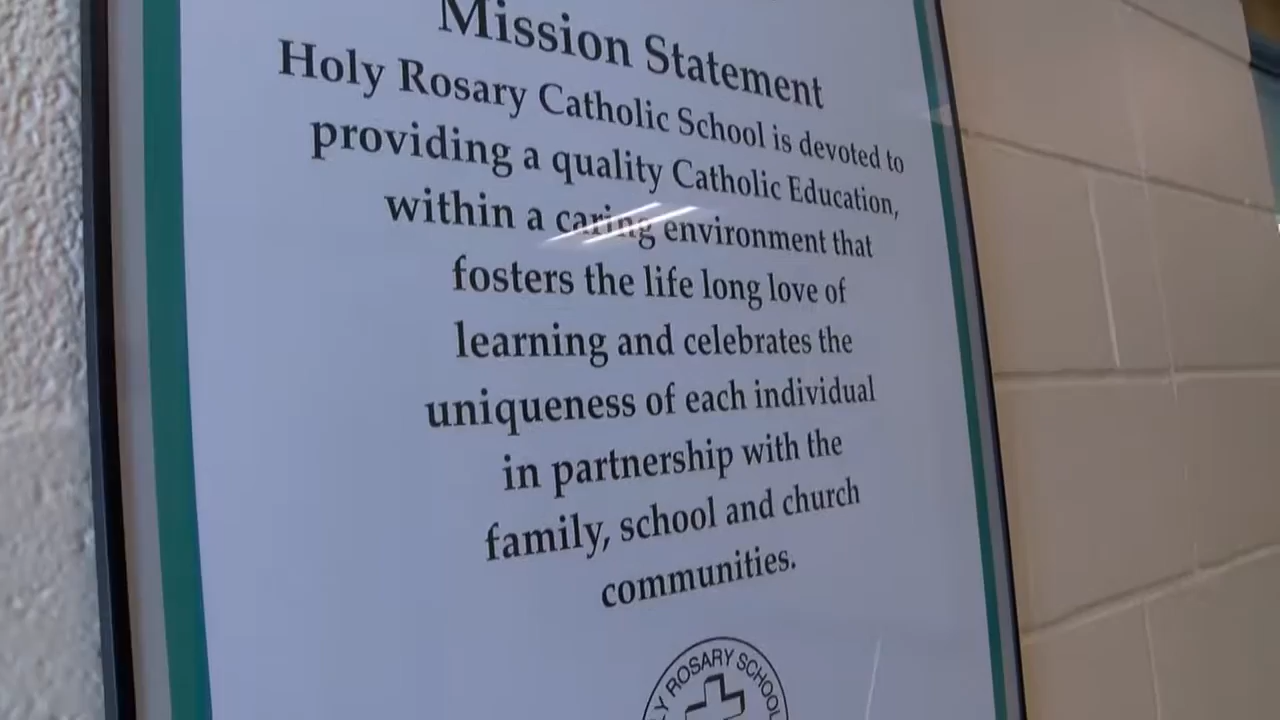 Mission Statement
Holy Rosary Catholic School is devoted to
providing a quality Catholic Education,
within a caring environment that
fosters the life long love of
learning and celebrates the
uniqueness of each individual
in partnership with the
family, school and church
communities.
ROSARY SCHOOL